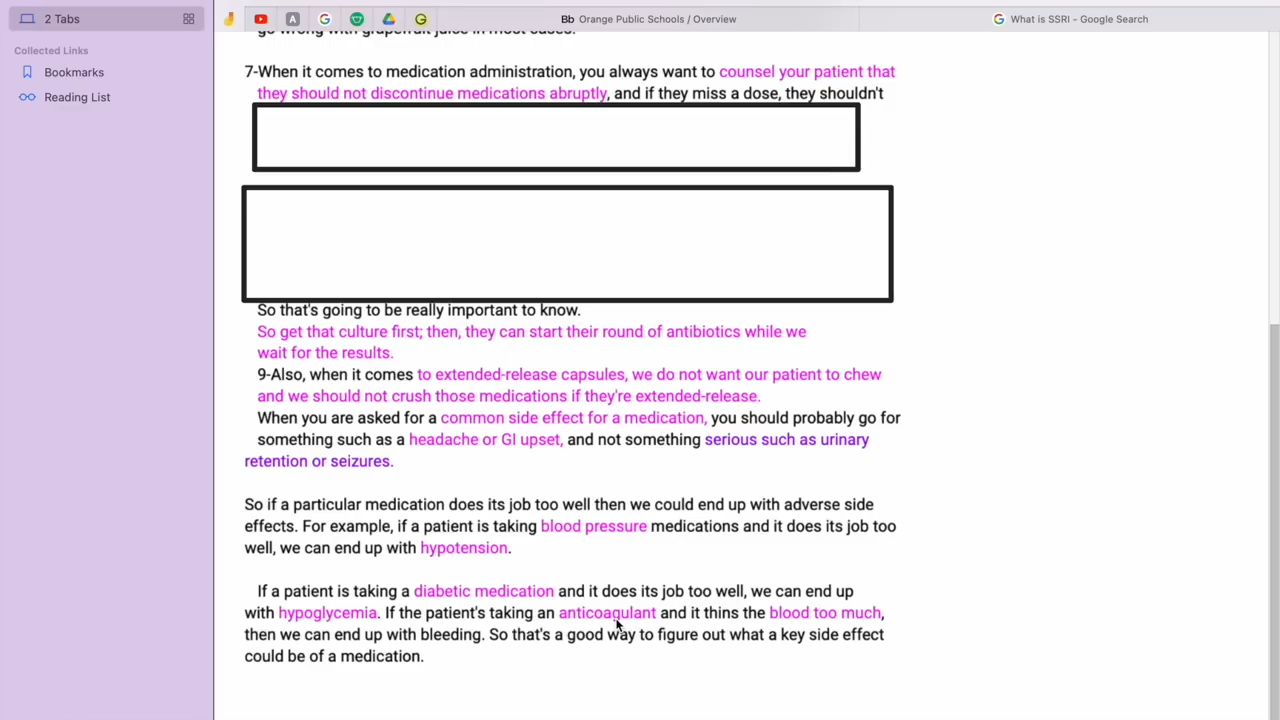 2 Tabs
Collected Links
Bookmarks
Reading List
A
G
Bb Orange Public Schools / Overview
G What is SSRI - Google Search
go wrong with grapefruit juice in most cases.
7-When it comes to medication administration, you always want to counsel your patient that
they should not discontinue medications abruptly, and if they miss a dose, they shouldn't
So that's going to be really important to know.
So get that culture first; then, they can start their round of antibiotics while we
wait for the results.
9-Also, when it comes to extended-release capsules, we do not want our patient to chew
and we should not crush those medications if they're extended-release.
When you are asked for a common side effect for a medication, you should probably go for
something such as a headache or GI upset, and not something serious such as urinary
retention or seizures.
So if a particular medication does its job too well then we could end up with adverse side
effects. For example, if a patient is taking blood pressure medications and it does its job too
well, we can end up with hypotension.
If a patient is taking a diabetic medication and it does its job too well, we can end up
with hypoglycemia. If the patient's taking an anticoagulant and it thins the blood too much,
then we can end up with bleeding. So that's a good way to figure out what a key side effect
could be of a medication.